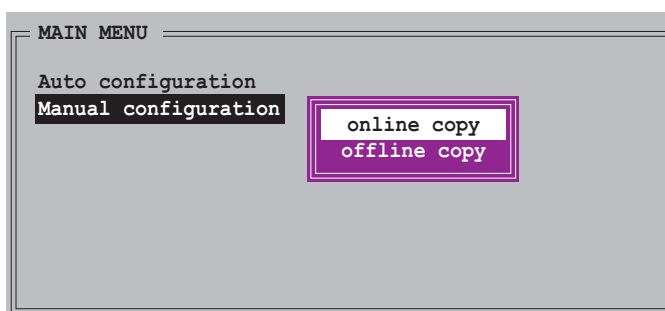 MAIN MENU
Auto configuration
Manual configuration
online copy
offline copy